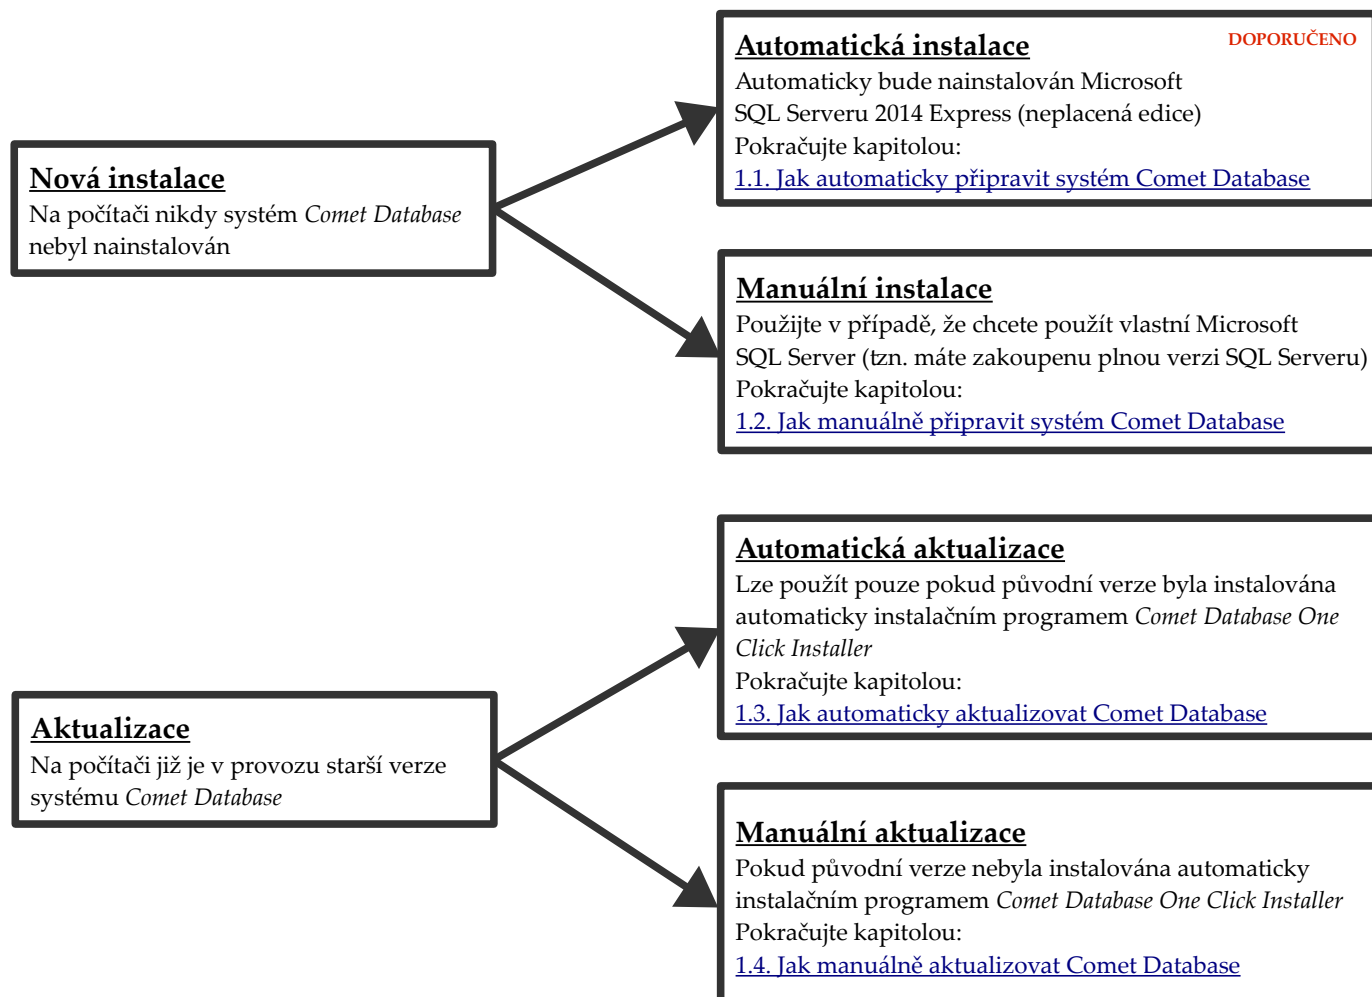 Nová instalace
Na počítači nikdy systém Comet Database
nebyl nainstalován
Automatická instalace
DOPORUČENO
Automaticky bude nainstalován Microsoft
SQL Serveru 2014 Express (neplacená edice)
Pokračujte kapitolou:
1.1. Jak automaticky připravit systém Comet Database
Manuální instalace
Použijte v případě, že chcete použít vlastní Microsoft
SQL Server (tzn. máte zakoupenu plnou verzi SQL Serveru)
Pokračujte kapitolou:
1.2. Jak manuálně připravit systém Comet Database
Aktualizace
Na počítači již je v provozu starší verze
systému Comet Database
Automatická aktualizace
Lze použít pouze pokud původní verze byla instalována
automaticky instalačním programem Comet Database One
Click Installer
Pokračujte kapitolou:
1.3. Jak automaticky aktualizovat Comet Database
Manuální aktualizace
Pokud původní verze nebyla instalována automaticky
instalačním programem Comet Database One Click Installer
Pokračujte kapitolou:
1.4. Jak manuálně aktualizovat Comet Database